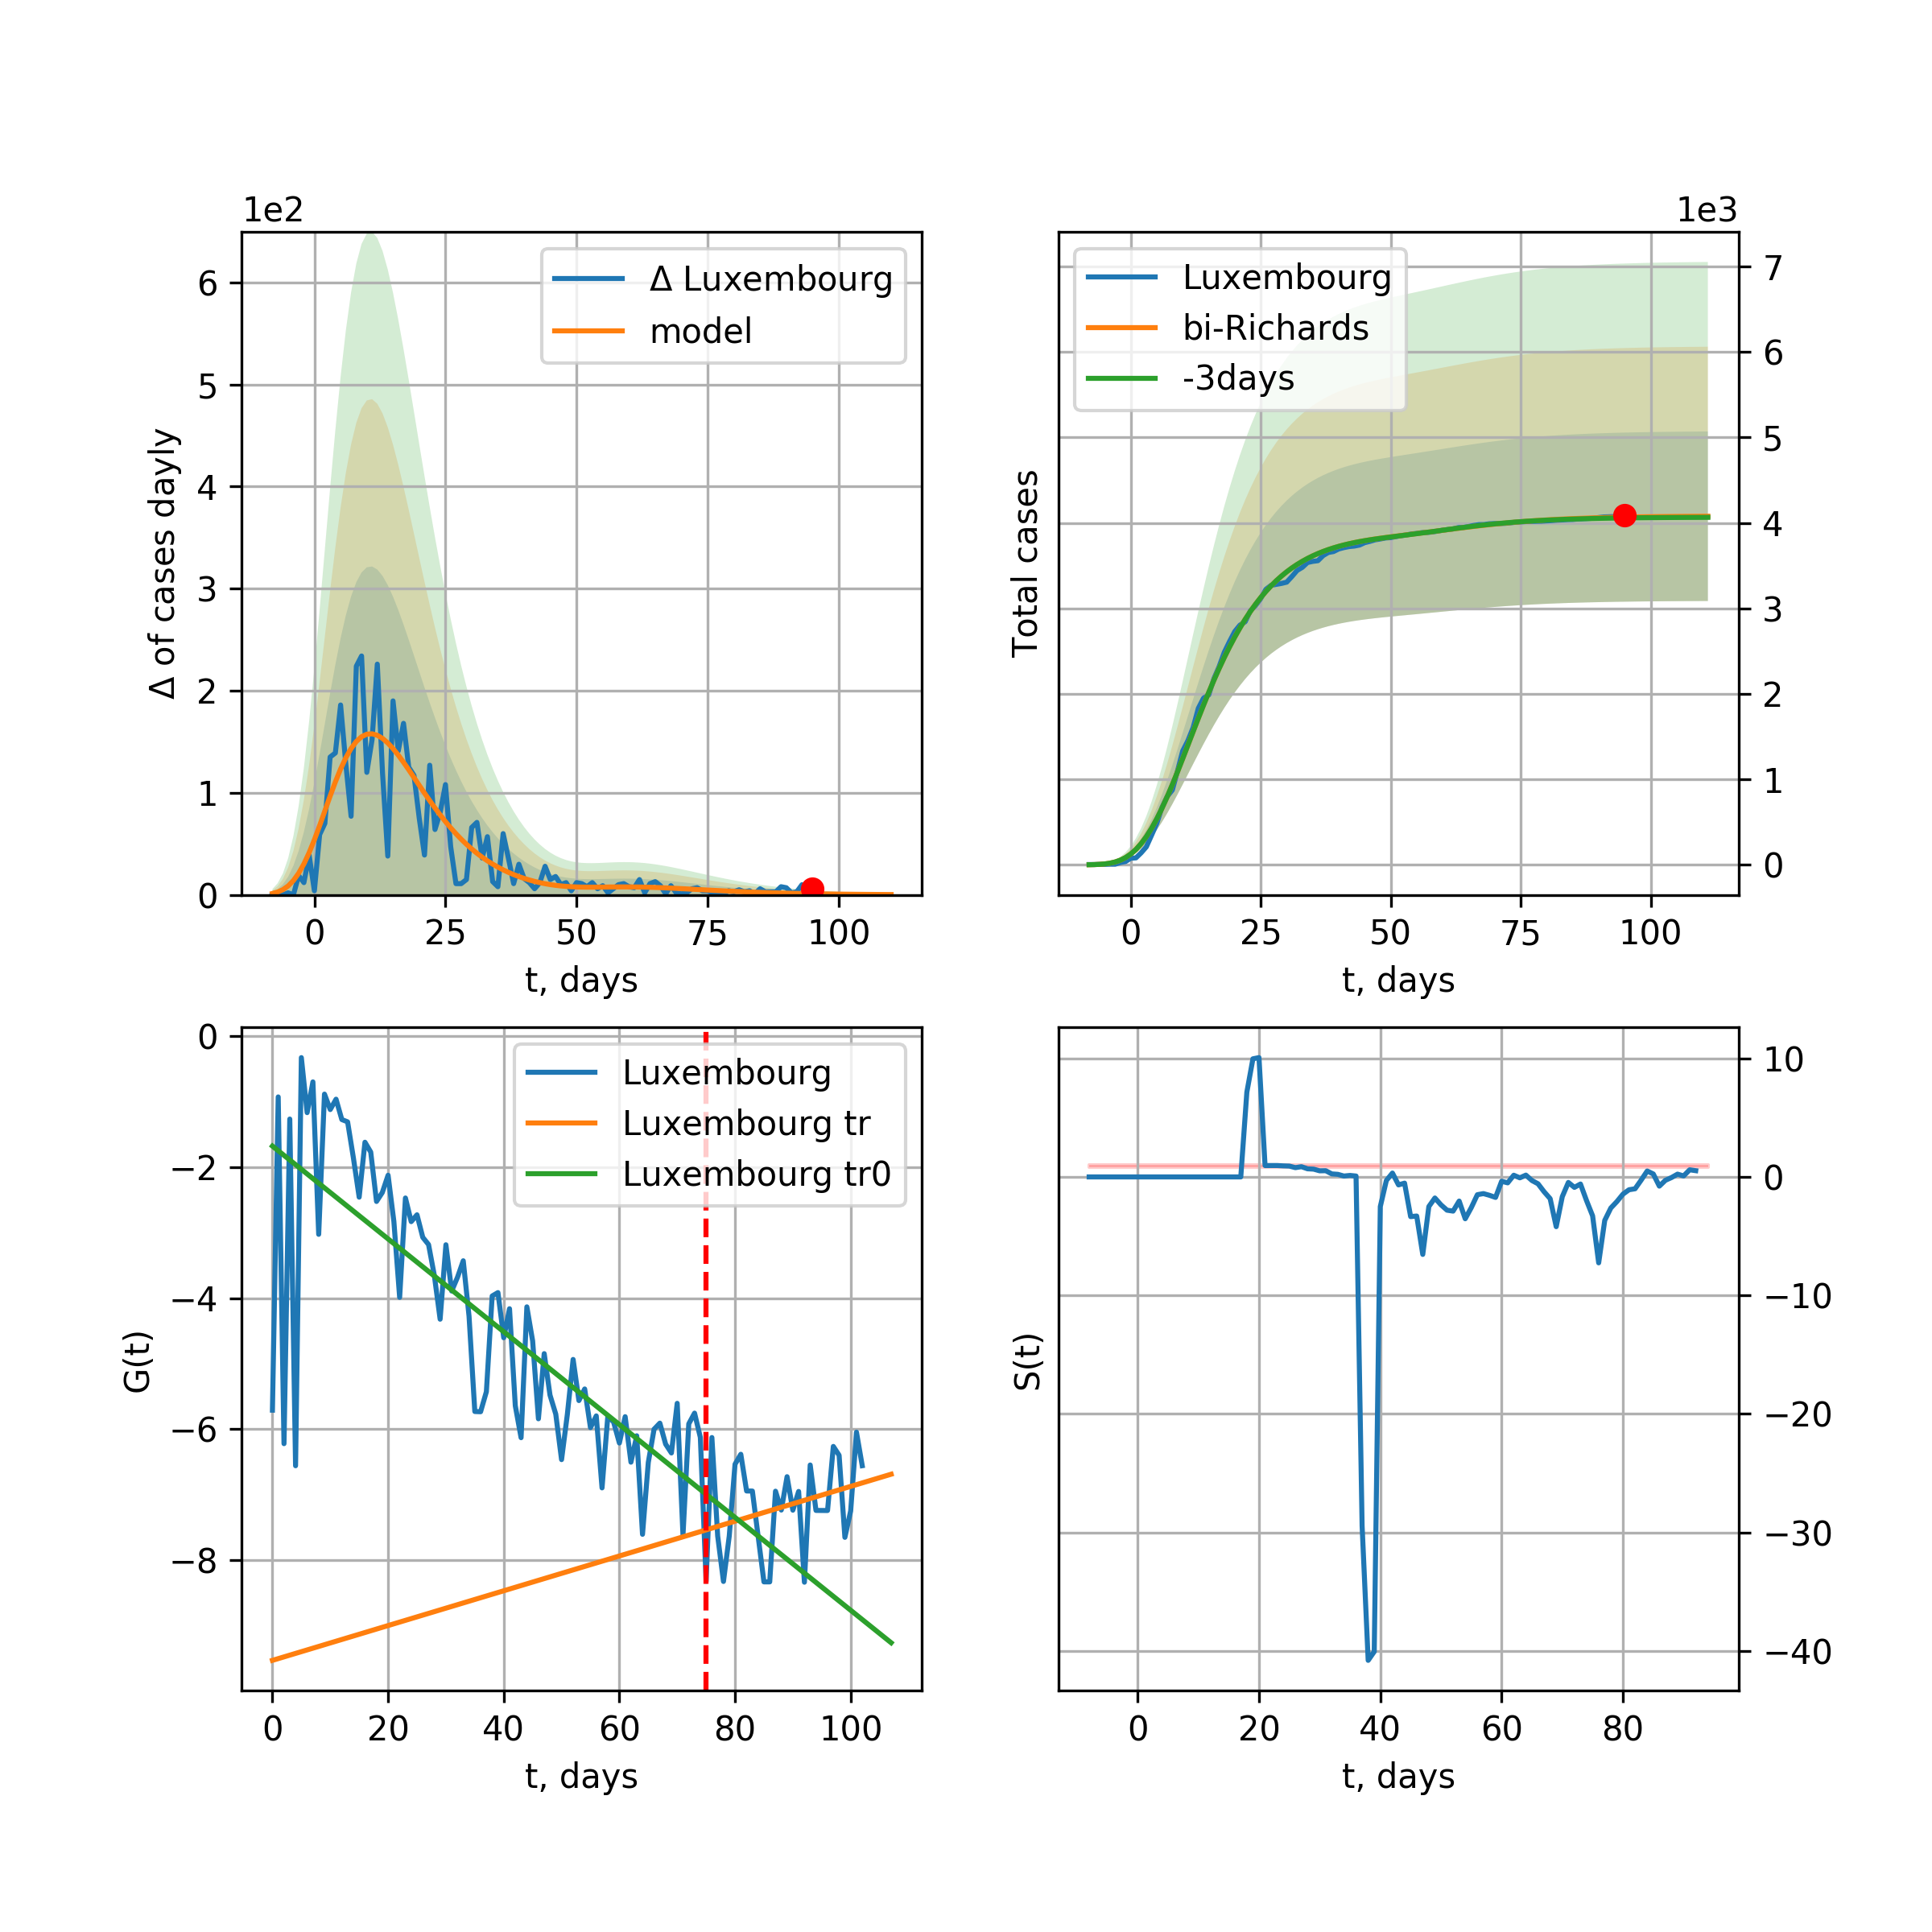 1e2
6
5
4
3
2
1
0
Δ of cases dayly
Δ Luxembourg
model
0 25 50 75 100
t, days
1e3
7
6
5
4
3
2
1
0
Total cases
Luxembourg
bi-Richards
-3days
0 25 50 75 100
t, days
0
−2
−4
−6
−8
G(t)
Luxembourg
Luxembourg tr
Luxembourg tr0
0 20 40 60 80 100
t, days
10
0
−10
−20
−30
−40
S(t)
0 20 40 60 80
t, days